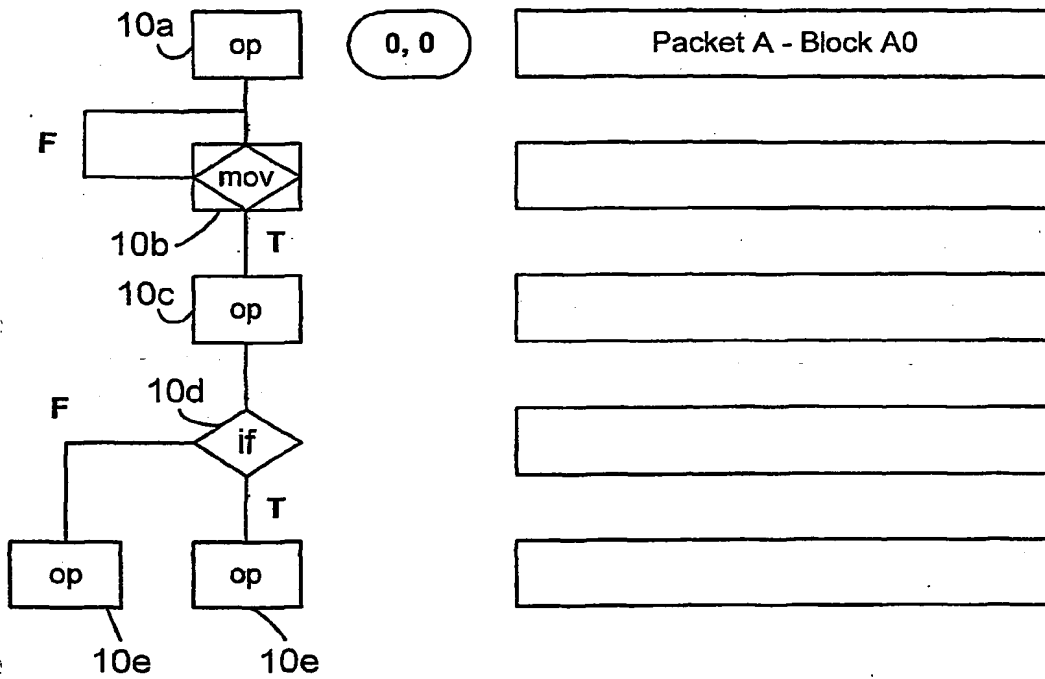 10a
op
0, 0
Packet A - Block A0
F
mov
10b
T
10c
op
10d
F
if
T
op
op
10e
10e